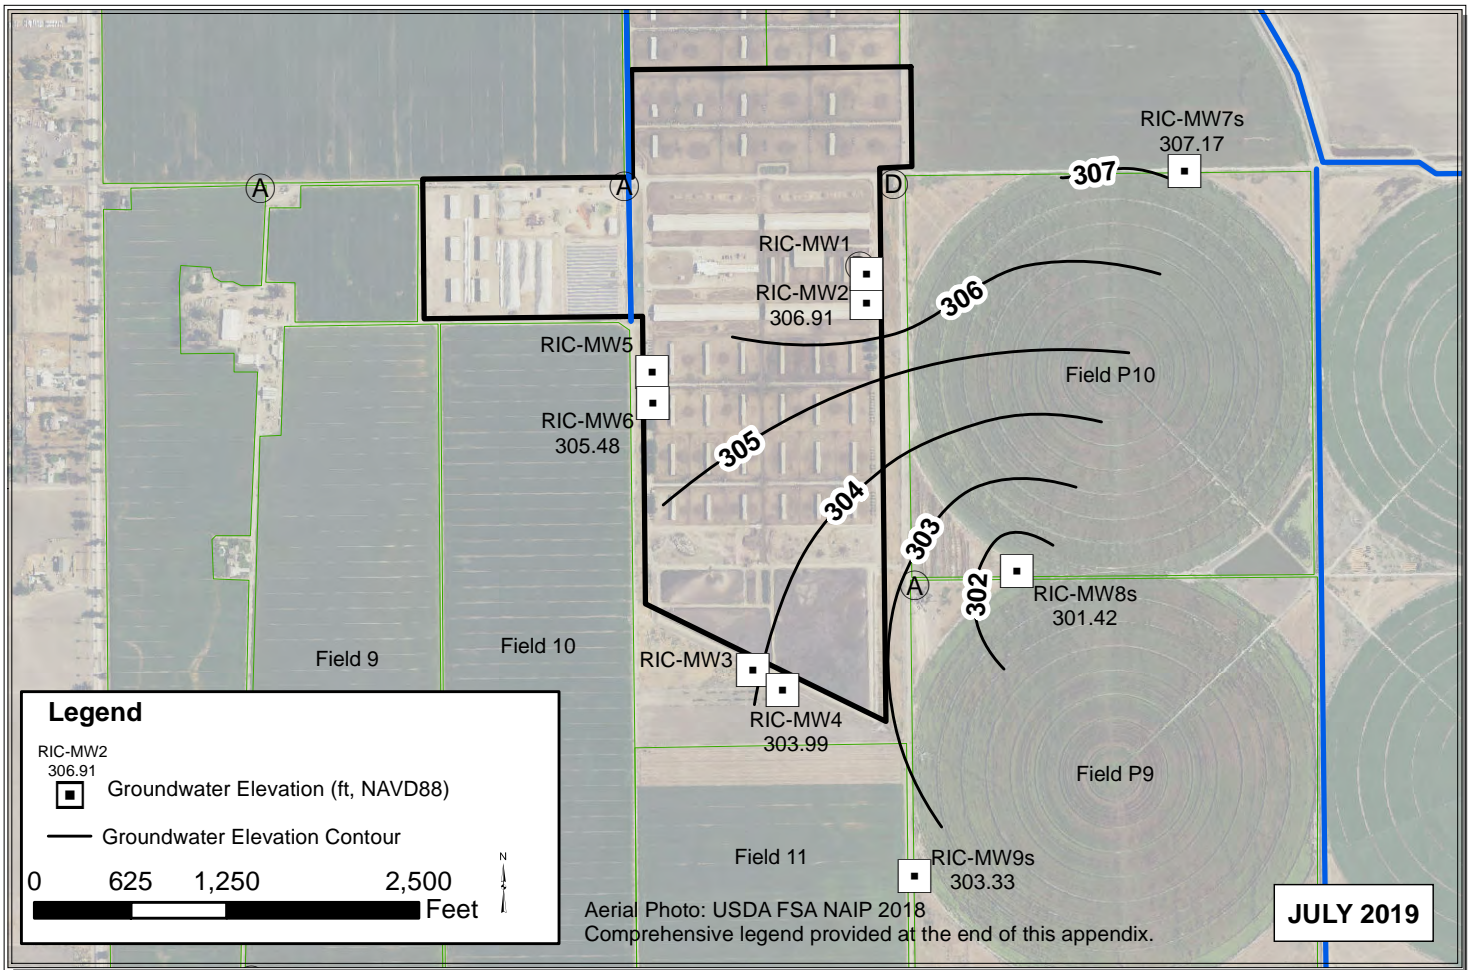 RIC-MW7s
307.17
307
A
A
D
RIC-MW1
RIC-MW2
306.91
306
RIC-MW5
RIC-MW6
305.48
Field P10
305
304
303
302
A
RIC-MW8s
301.42
Field 9
Field 10
RIC-MW3
RIC-MW4
303.99
Field P9
Field 11
RIC-MW9s
303.33
Legend
RIC-MW2
306.91
Groundwater Elevation (ft, NAVD88)
Groundwater Elevation Contour
N
0 625 1,250 2,500
Feet
Aerial Photo: USDA FSA NAIP 2018
Comprehensive legend provided at the end of this appendix.
JULY 2019